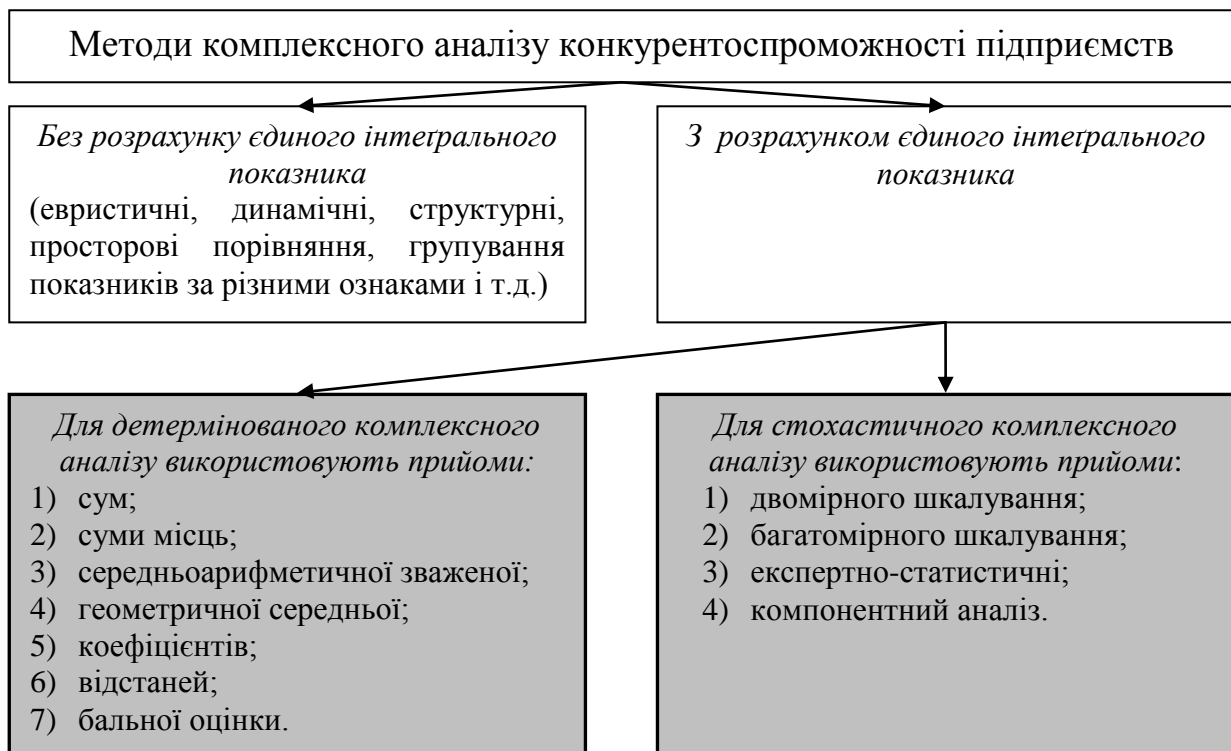 Методи комплексного аналізу конкурентоспроможності підприємств
Без розрахунку єдиного інтеґрального
показника
(евристичні, динамічні, структурні,
просторові порівняння, групування
показників за різними ознаками і т.д.)
З розрахунком єдиного інтеґрального
показника
Для детермінованого комплексного
аналізу використовують прийоми:
1) сум;
2) суми місць;
3) середньоарифметичної зваженої;
4) геометричної середньої;
5) коефіцієнтів;
6) відстаней;
7) бальної оцінки.
Для стохастичного комплексного
аналізу використовують прийоми:
1) двомірного шкалування;
2) багатомірного шкалування;
3) експертно-статистичні;
4) компонентний аналіз.